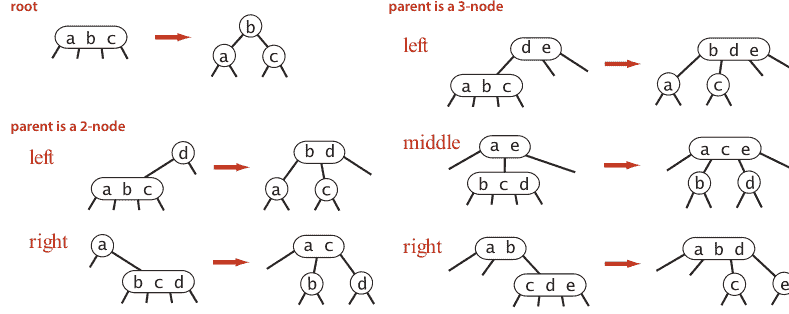 root
a b c
b
a
c
parent is a 2-node
left
d
a b c
b d
a
c
right
a
b c d
a c
b
d
parent is a 3-node
left
d e
a b c
b d e
a
c
middle
a e
b c d
a c e
b
d
right
a b
c d e
a b d
c
e